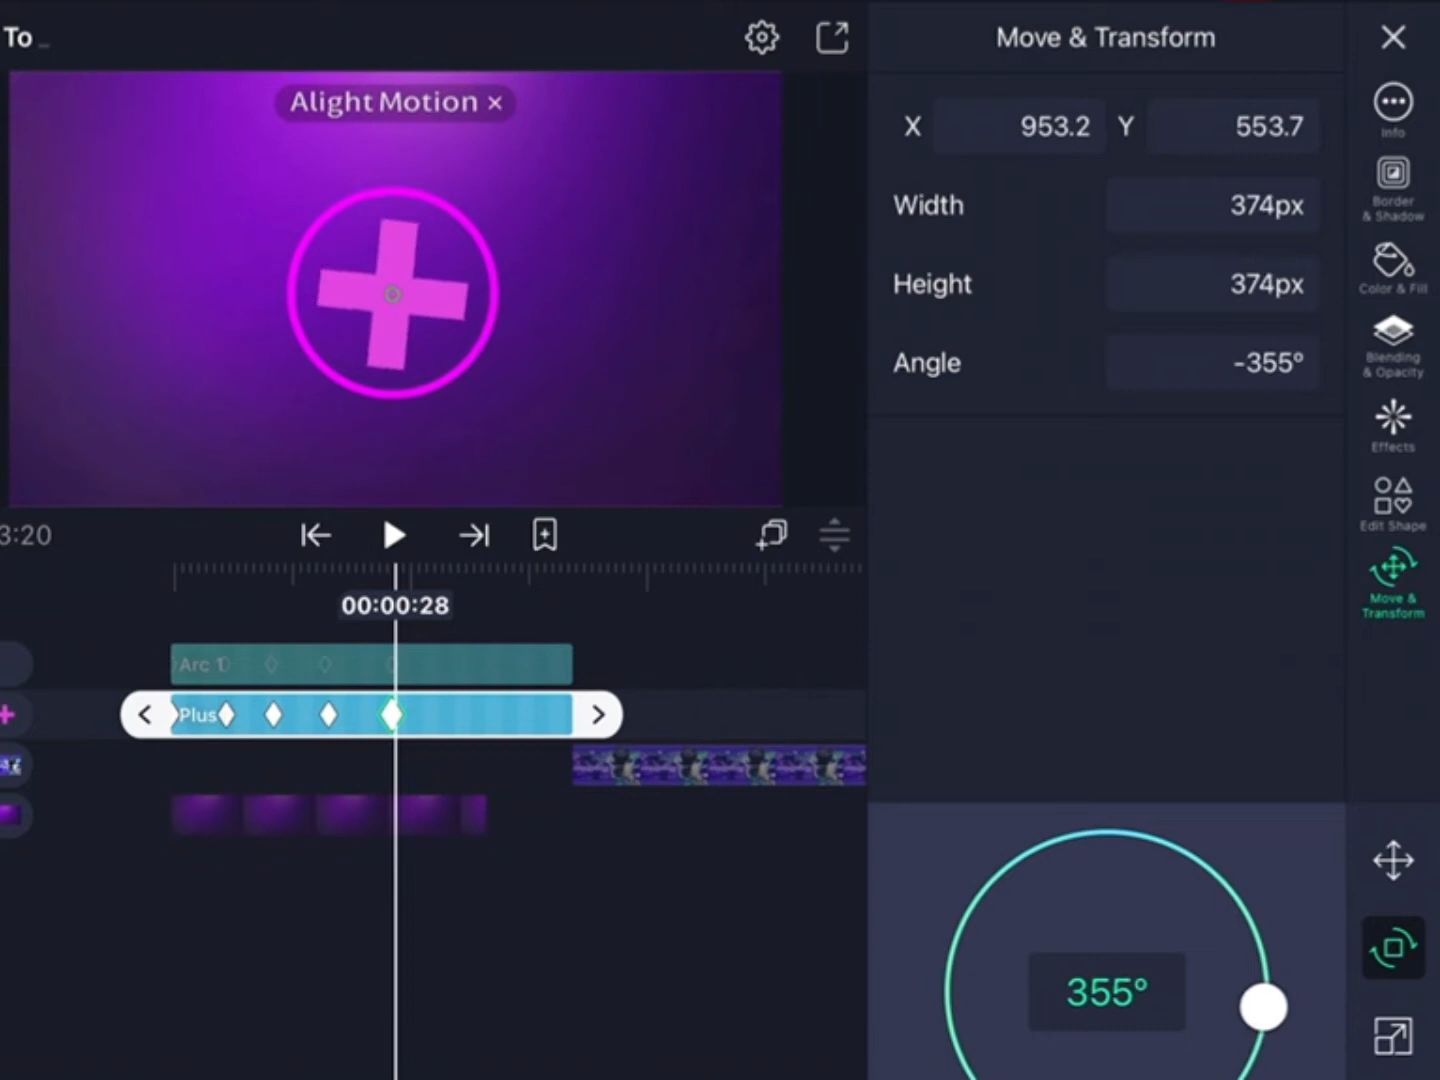 To
Alight Motion ×
Move & Transform
X 953.2 Y 553.7
Width 374px
Height 374px
Angle -355°
Info
Border
& Shadow
Color & Fill
Blending
& Opacity
Effects
Edit Shape
Move &
Transform
3:20
00:00:28
Arc 1
Plus
355°